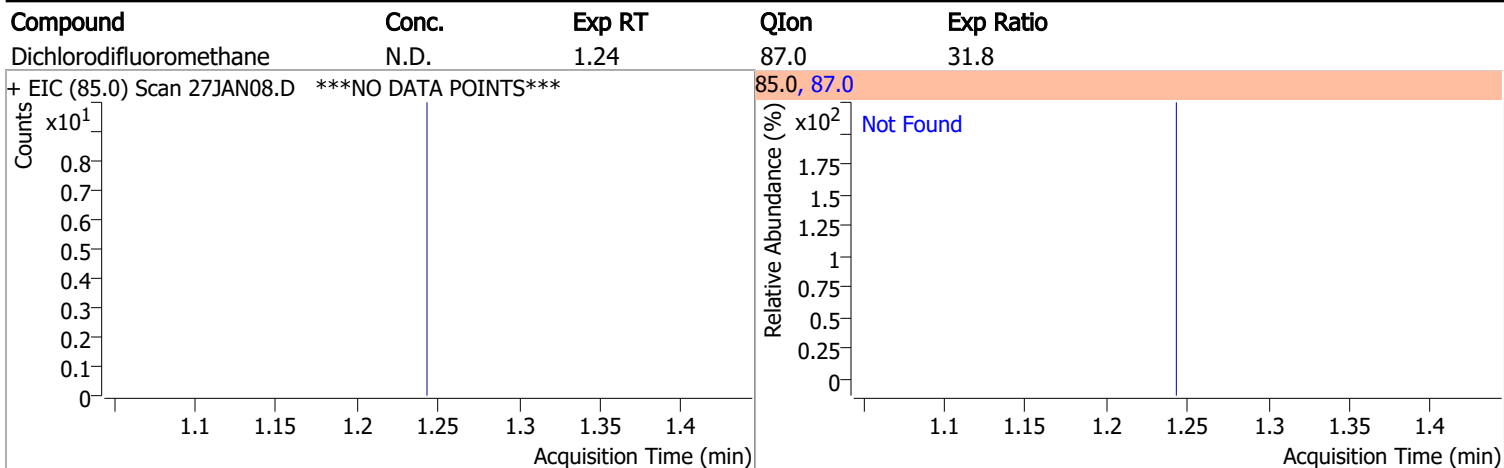 Compound Conc. Exp RT QIon Exp Ratio
Dichlorodifluoromethane N.D. 1.24 87.0 31.8
+ EIC (85.0) Scan 27JAN08.D ***NO DATA POINTS***
Counts
x10¹
0.8
0.7
0.6
0.5
0.4
0.3
0.2
0.1
0
1.1 1.15 1.2 1.25 1.3 1.35 1.4
Acquisition Time (min)
85.0, 87.0
Relative Abundance (%)
x10²
Not Found
1.75
1.5
1.25
1
0.75
0.5
0.25
0
1.1 1.15 1.2 1.25 1.3 1.35 1.4
Acquisition Time (min)